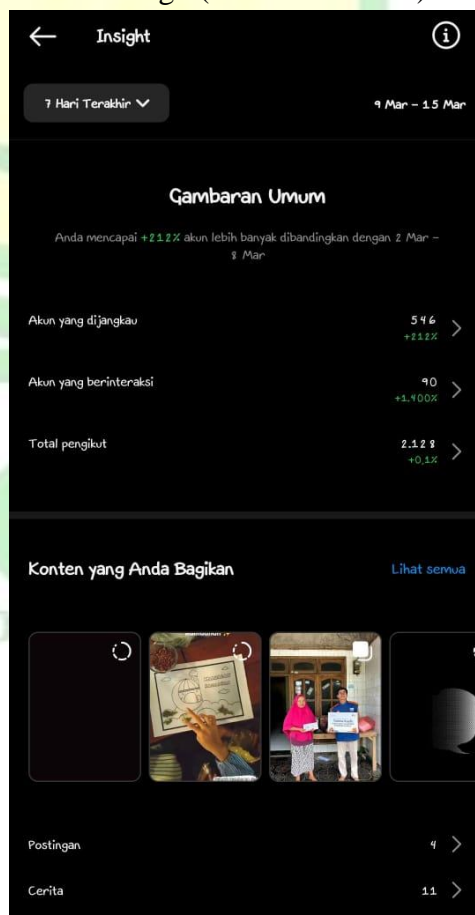 Insight
7 Hari Terakhir
9 Mar – 15 Mar
Gambaran Umum
Anda mencapai +212% akun lebih banyak dibandingkan dengan 2 Mar –
8 Mar
Akun yang dijangkau
546
+212%
Akun yang berinteraksi
90
+1.400%
Total pengikut
2.128
+0,1%
Konten yang Anda Bagikan
Lihat semua
Postingan
4
Cerita
11